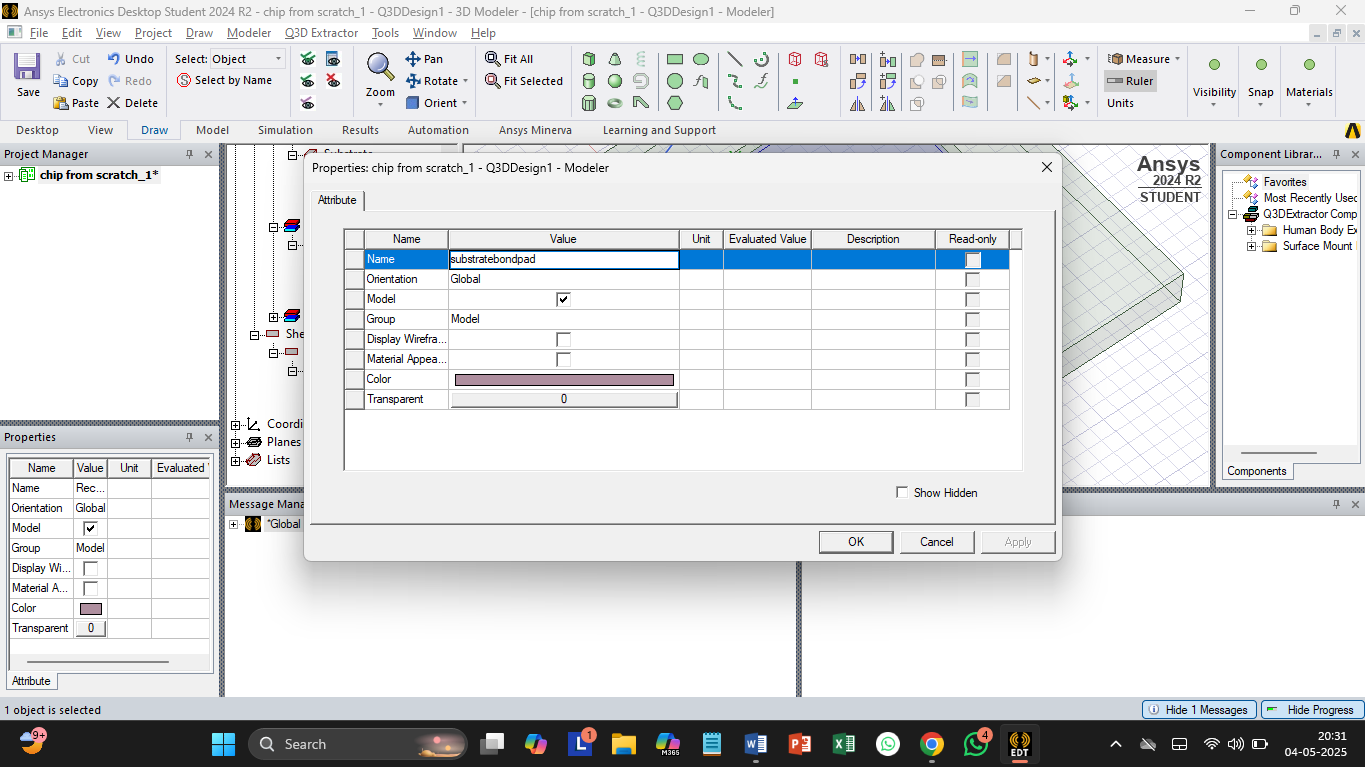 Ansys Electronics Desktop Student 2024 R2 - chip from scratch_1 - Q3DDesign1 - 3D Modeler - [chip from scratch_1 - Q3DDesign1 - Modeler]
File Edit View Project Draw Modeler Q3D Extractor Tools Window Help
Save
Cut
Copy
Paste
Undo
Redo
Delete
Select: Object
Select by Name
Zoom
Pan
Rotate
Orient
Fit All
Fit Selected
Measure
Ruler
Units
Visibility
Snap
Materials
Desktop View Draw Model Simulation Results Automation Ansys Minerva Learning and Support
Project Manager
chip from scratch_1*
Substrate
She
Coordi
Planes
Lists
Properties: chip from scratch_1 - Q3DDesign1 - Modeler
Attribute
Name Value Unit Evaluated Value Description Read-only
Name substratebondpad
Orientation Global
Model
Group Model
Display Wirefra...
Material Appea...
Color
Transparent 0
Show Hidden
OK Cancel Apply
Ansys
2024 R2
STUDENT
Component Librar...
Favorites
Most Recently Used
Q3DExtractor Comp
Human Body Ex
Surface Mount
Components
Properties
Name Value Unit Evaluated
Name Rec...
Orientation Global
Model
Group Model
Display Wi...
Material A...
Color
Transparent 0
Attribute
Message Mana
*Global
1 object is selected
Hide 1 Messages
Hide Progress
9+
Search
1
M365
4
EDT
20:31
04-05-2025